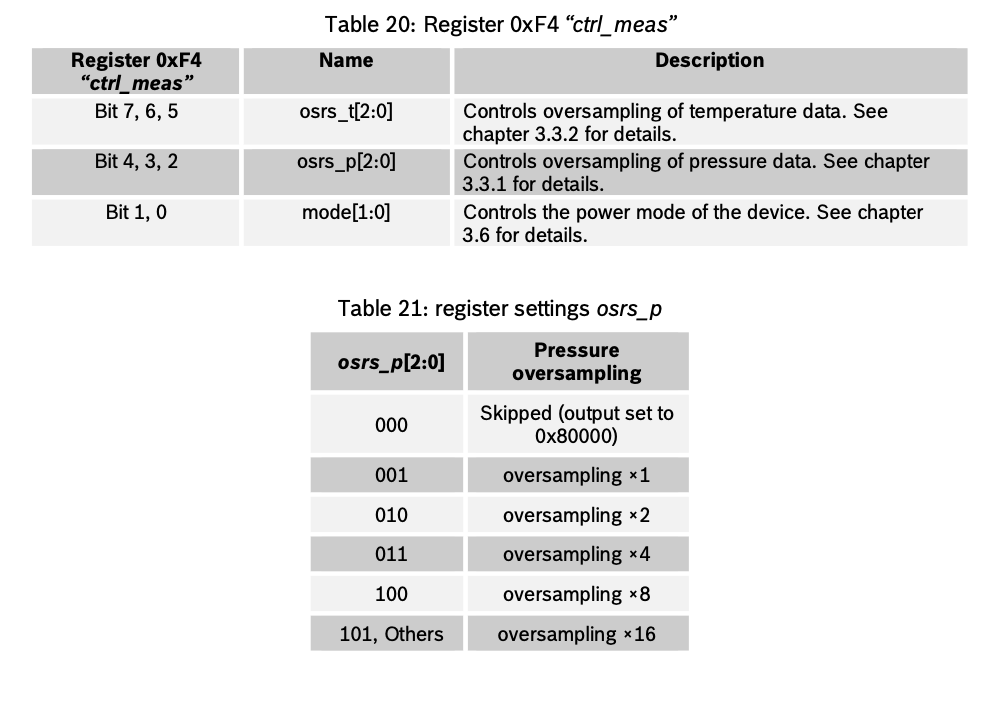 Table 20: Register 0xF4 “ctrl_meas”
Register 0xF4 Name Description
“ctrl_meas”
Bit 7, 6, 5 osrs_t[2:0] Controls oversampling of temperature data. See
chapter 3.3.2 for details.
Bit 4, 3, 2 osrs_p[2:0] Controls oversampling of pressure data. See chapter
3.3.1 for details.
Bit 1, 0 mode[1:0] Controls the power mode of the device. See chapter
3.6 for details.
Table 21: register settings osrs_p
osrs_p[2:0] Pressure
oversampling
000 Skipped (output set to
0x80000)
001 oversampling ×1
010 oversampling ×2
011 oversampling ×4
100 oversampling ×8
101, Others oversampling ×16